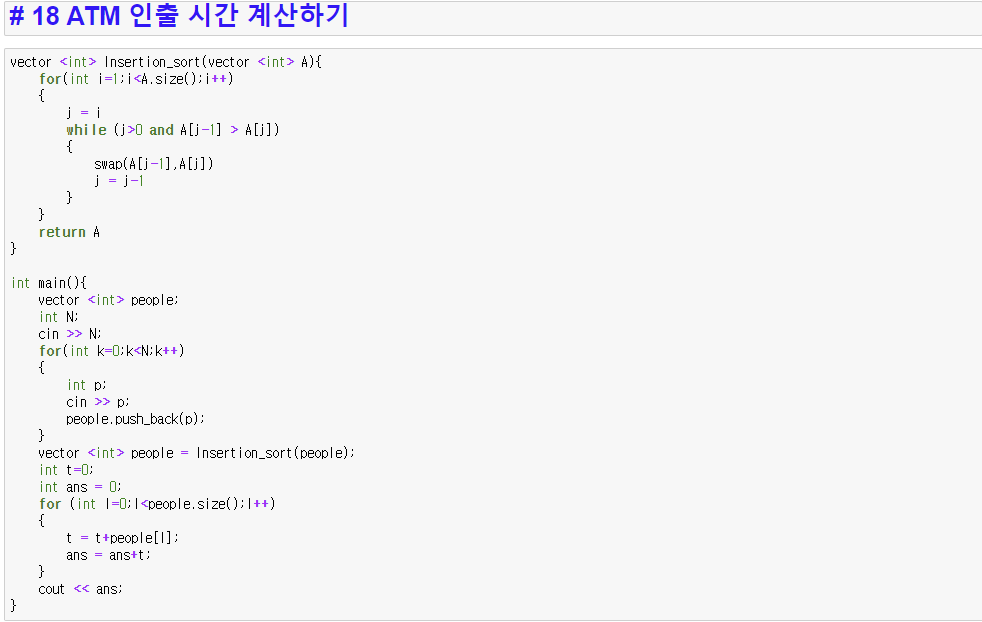 # 18 ATM 인출 시간 계산하기
vector <int> Insertion_sort(vector <int> A){
    for(int i=1;i<A.size();i++)
    {
        j = i
        while (j>0 and A[j-1] > A[j])
        {
            swap(A[j-1],A[j])
            j = j-1
        }
    }
    return A
}

int main(){
    vector <int> people;
    int N;
    cin >> N;
    for(int k=0;k<N;k++)
    {
        int p;
        cin >> p;
        people.push_back(p);
    }
    vector <int> people = Insertion_sort(people);
    int t=0;
    int ans = 0;
    for (int l=0;l<people.size();l++)
    {
        t = t+people[l];
        ans = ans+t;
    }
    cout << ans;
}